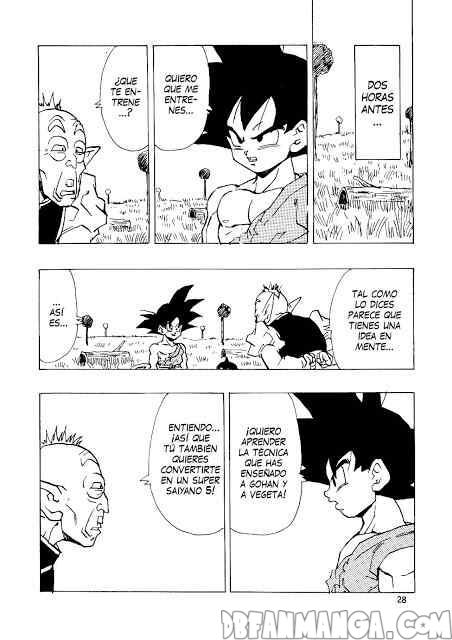 DOS
HORAS
ANTES
...
QUIERO
QUE ME
ENTRE-
NES...
¿QUE
TE EN-
TRENE
...?
TAL COMO
LO DICES
PARECE QUE
TIENES UNA
IDEA EN
MENTE...
...
ASÍ
ES...
¡QUIERO
APRENDER
LA TÉCNICA
QUE HAS
ENSEÑADO
A GOHAN Y
A VEGETA!
ENTIENDO...
...¡ASÍ QUE
TÚ TAMBIÉN
QUIERES
CONVERTIRTE
EN UN SUPER
SAIYANO 5!
28
DBFANMANGA.COM